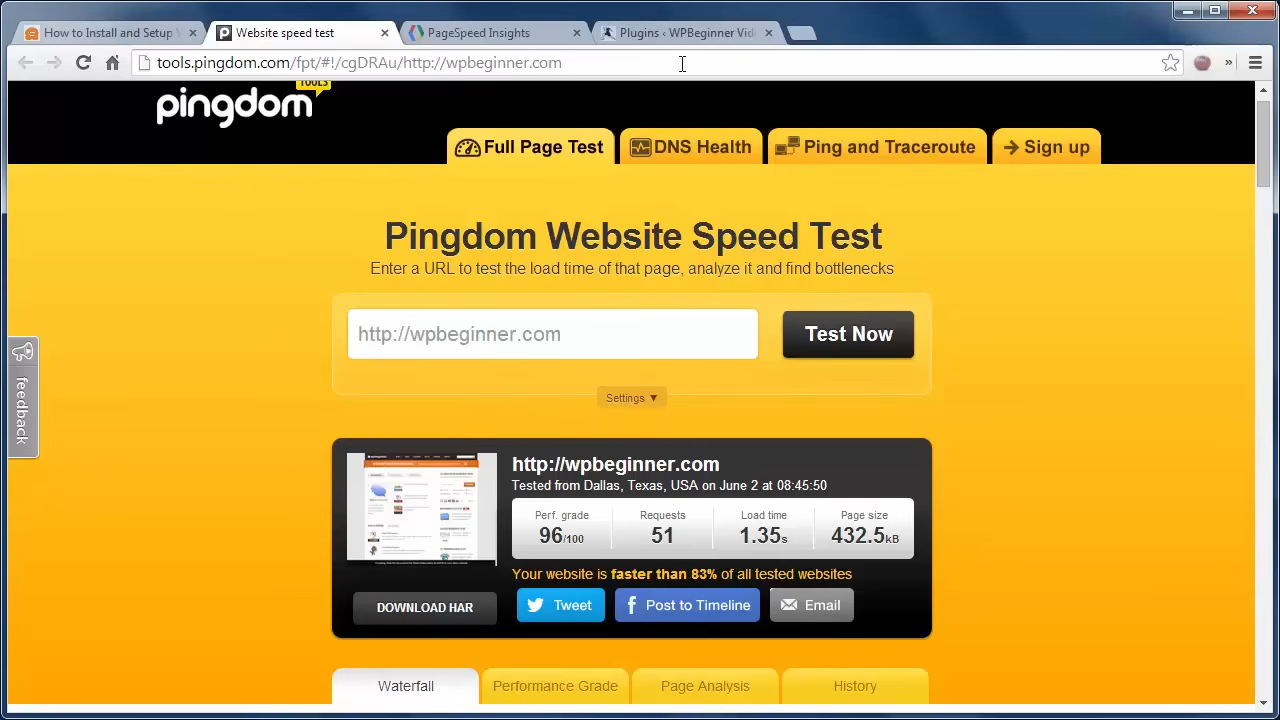 How to Install and Setup
Website speed test
PageSpeed Insights
Plugins ‹ WPBeginner Vid
tools.pingdom.com/fpt/#!/cgDRAu/http://wpbeginner.com
TOOLS
pingdom
Full Page Test
DNS Health
Ping and Traceroute
Sign up
Pingdom Website Speed Test
Enter a URL to test the load time of that page, analyze it and find bottlenecks
http://wpbeginner.com
Test Now
Settings ▼
feedback
http://wpbeginner.com
Tested from Dallas, Texas, USA on June 2 at 08:45:50
Perf. grade Requests Load time Page size
96/100 51 1.35s 432.5kB
Your website is faster than 83% of all tested websites
DOWNLOAD HAR
Tweet
Post to Timeline
Email
Waterfall
Performance Grade
Page Analysis
History